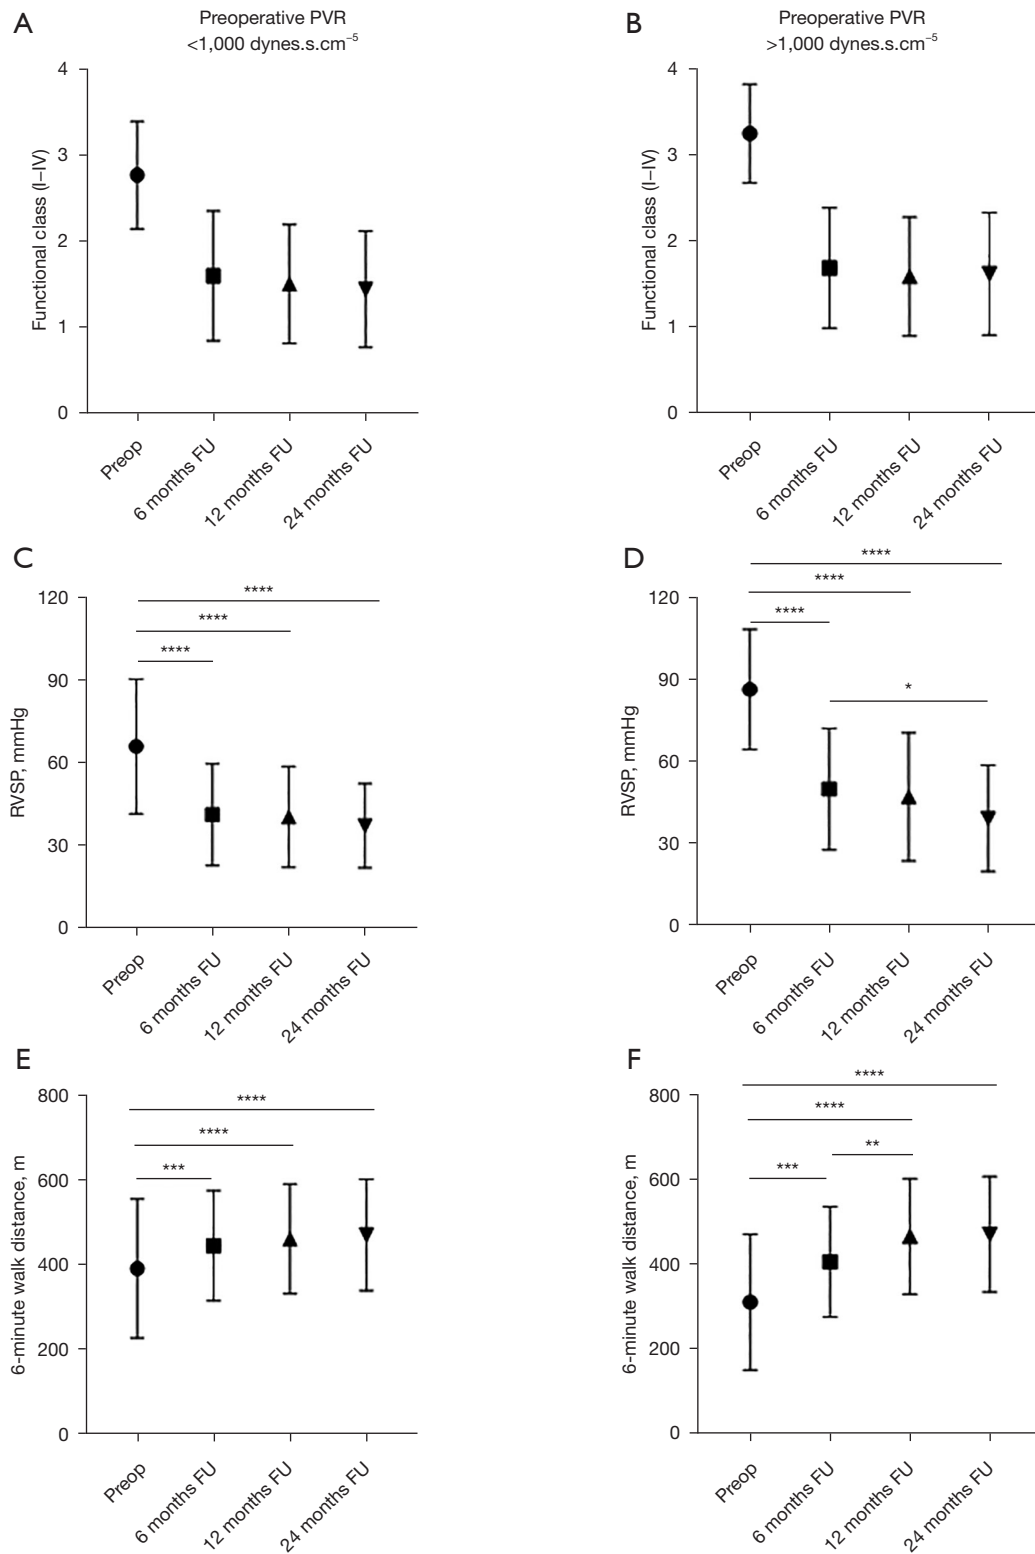 A
Preoperative PVR
<1,000 dynes.s.cm⁻⁵
4
3
2
1
0
Functional class (I–IV)
Preop
6 months FU
12 months FU
24 months FU
B
Preoperative PVR
>1,000 dynes.s.cm⁻⁵
4
3
2
1
0
Functional class (I–IV)
Preop
6 months FU
12 months FU
24 months FU
C
120
90
60
30
0
RVSP, mmHg
****
****
****
Preop
6 months FU
12 months FU
24 months FU
D
120
90
60
30
0
RVSP, mmHg
****
****
****
*
Preop
6 months FU
12 months FU
24 months FU
E
800
600
400
200
0
6-minute walk distance, m
****
****
***
Preop
6 months FU
12 months FU
24 months FU
F
800
600
400
200
0
6-minute walk distance, m
****
****
**
***
Preop
6 months FU
12 months FU
24 months FU